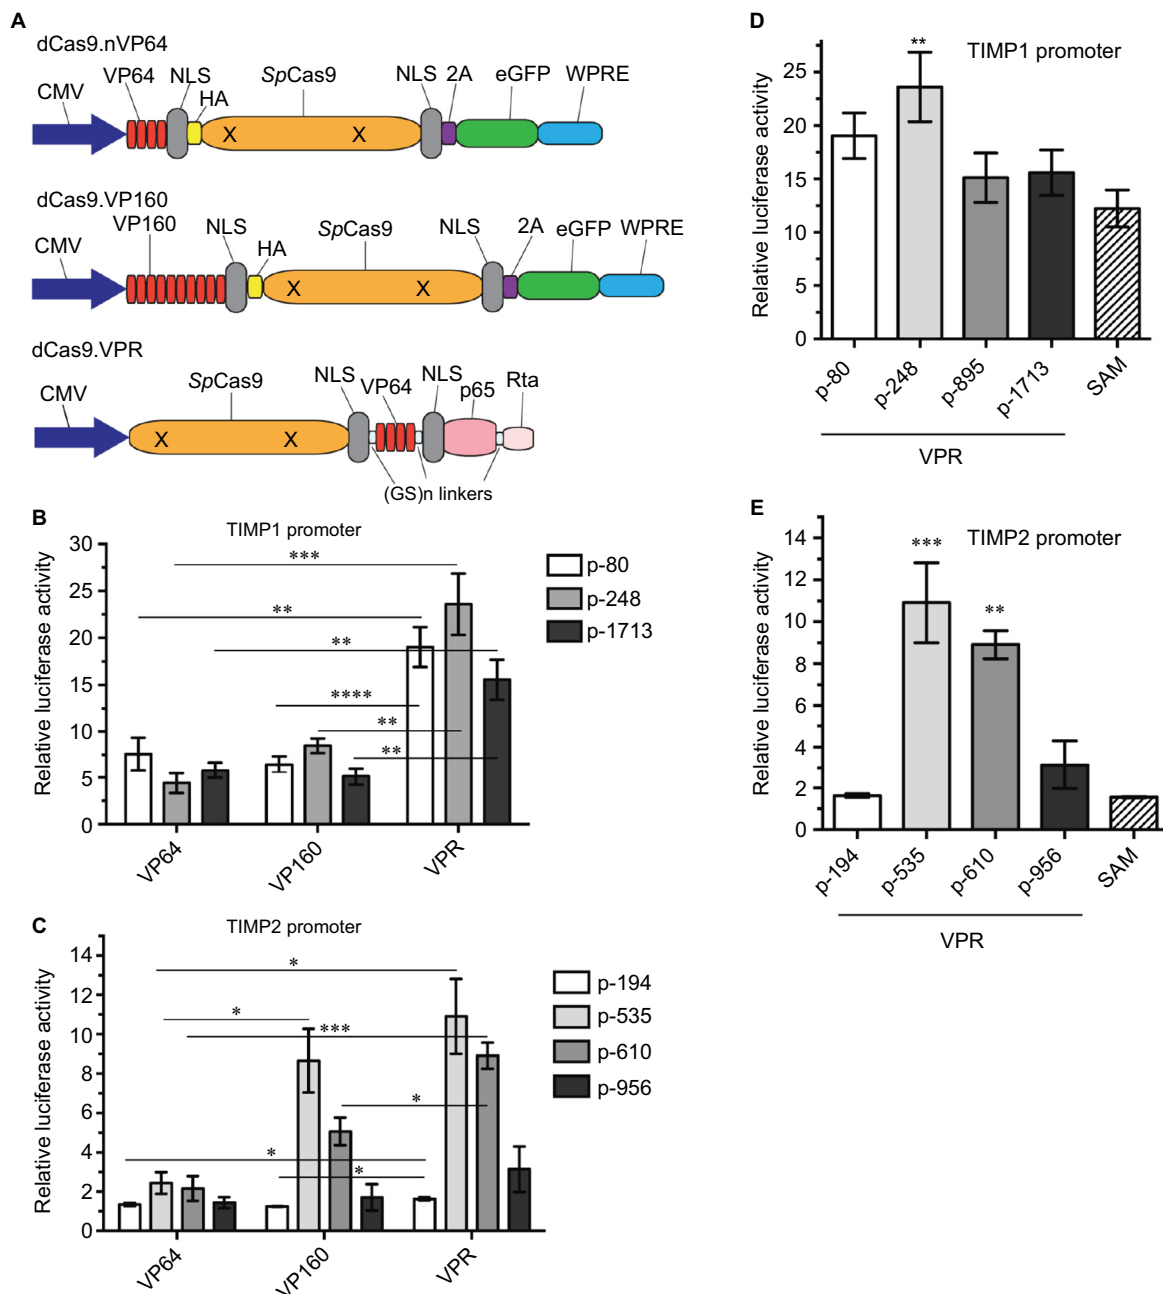 A
dCas9.nVP64
CMV
VP64
NLS
HA
SpCas9
NLS
2A
eGFP
WPRE
X X
dCas9.VP160
VP160
CMV
NLS
HA
SpCas9
NLS
2A
eGFP
WPRE
X X
dCas9.VPR
CMV
SpCas9
NLS
VP64
NLS
p65
Rta
X X
(GS)n linkers
B
TIMP1 promoter
Relative luciferase activity
30
25
20
15
10
5
0
***
**
**
****
**
**
VP64
VP160
VPR
p-80
p-248
p-1713
C
TIMP2 promoter
Relative luciferase activity
14
12
10
8
6
4
2
0
*
*
***
*
*
*
VP64
VP160
VPR
p-194
p-535
p-610
p-956
D
TIMP1 promoter
Relative luciferase activity
25
20
15
10
5
0
**
p-80
p-248
p-895
p-1713
SAM
VPR
E
TIMP2 promoter
Relative luciferase activity
14
12
10
8
6
4
2
0
***
**
p-194
p-535
p-610
p-956
SAM
VPR